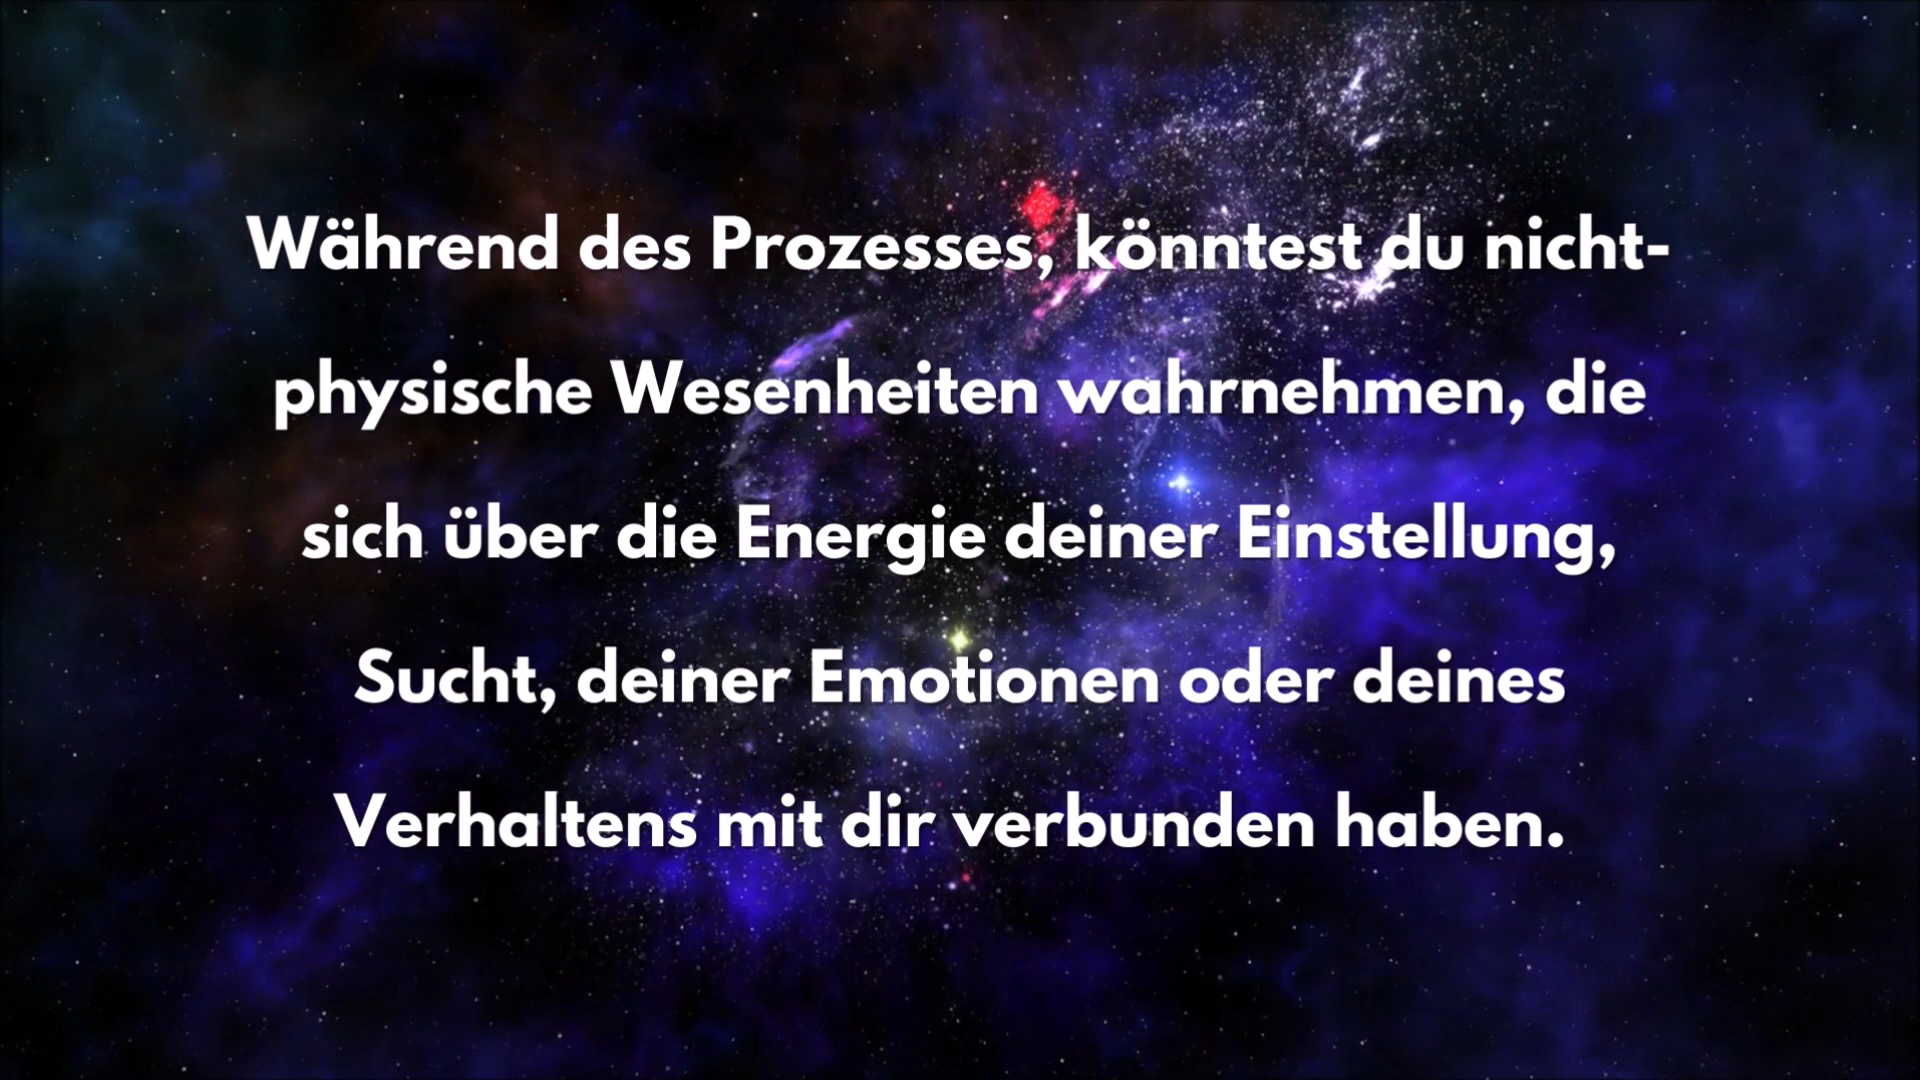 Während des Prozesses, könntest du nicht-
physische Wesenheiten wahrnehmen, die
sich über die Energie deiner Einstellung,
Sucht, deiner Emotionen oder deines
Verhaltens mit dir verbunden haben.